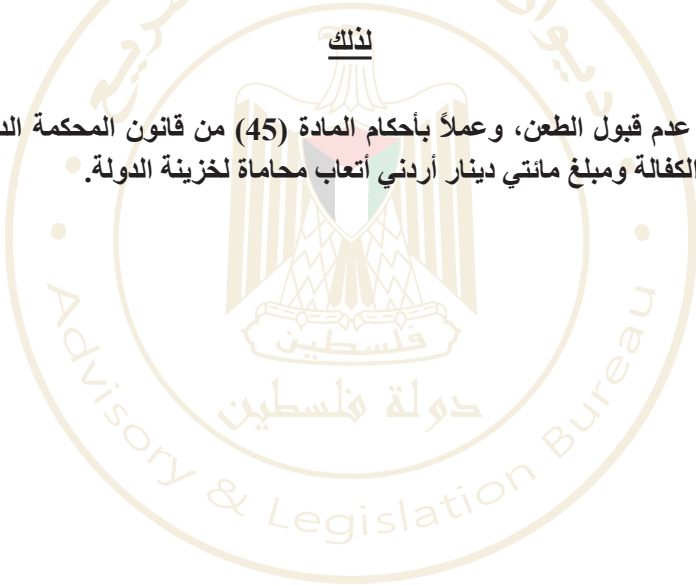 لذلك
عدم قبول الطعن، وعملاً بأحكام المادة (45) من قانون المحكمة
الكفالة ومبلغ مائتي دينار أردني أتعاب محاماة لخزينة الدولة.
فلسطين
دولة فلسطين
Advisory & Legislation Bureau